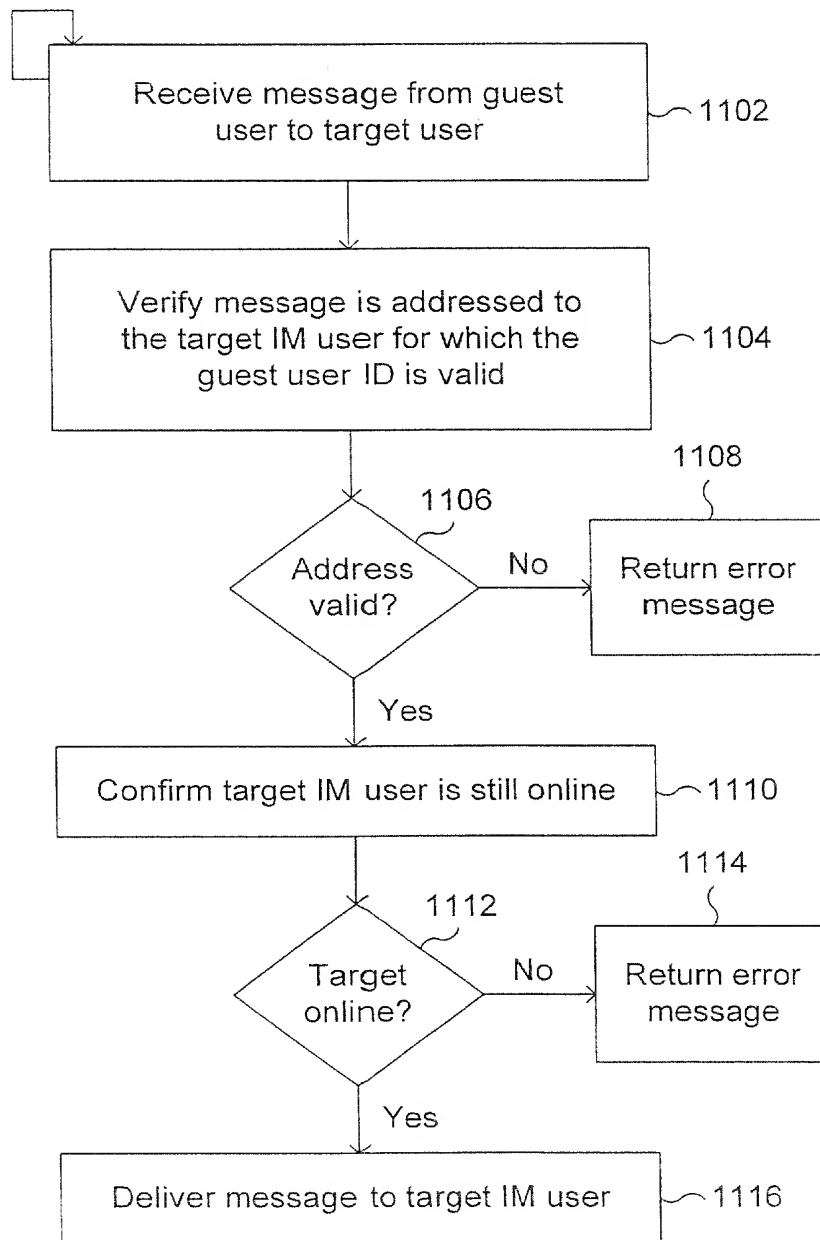 Receive message from guest
user to target user
1102
Verify message is addressed to
the target IM user for which the
guest user ID is valid
1104
1106
Address
valid?
No
1108
Return error
message
Yes
Confirm target IM user is still online
1110
1112
Target
online?
No
1114
Return error
message
Yes
Deliver message to target IM user
1116